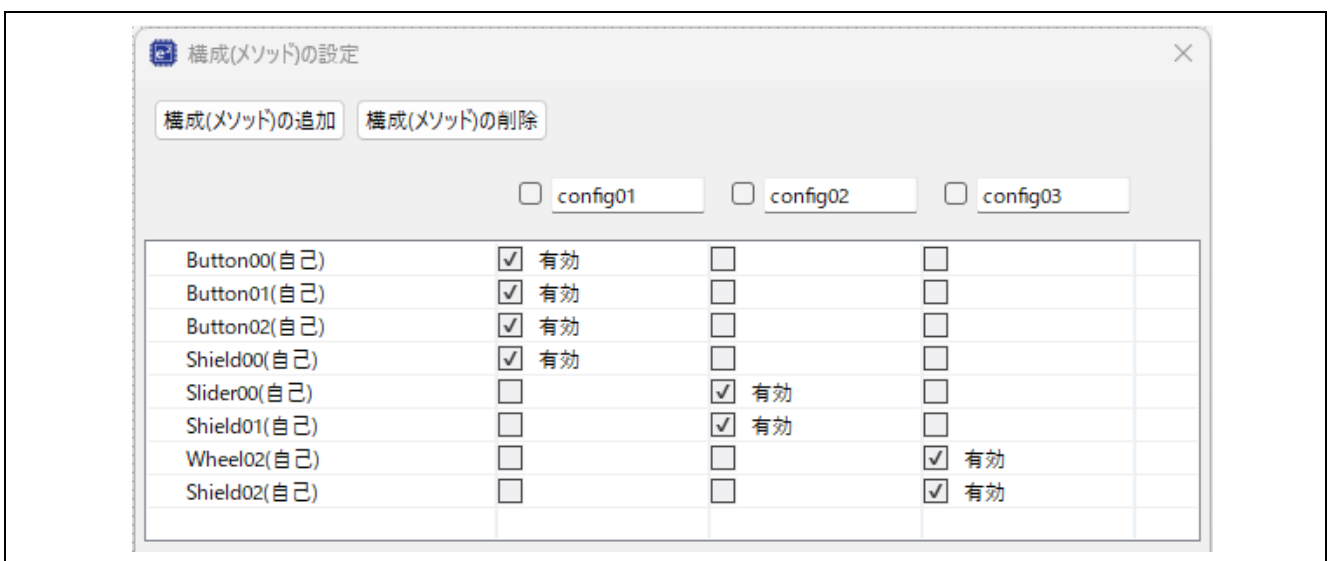 構成(メソッド)の設定
構成(メソッド)の追加 構成(メソッド)の削除
config01 config02 config03
Button00(自己) 有効
Button01(自己) 有効
Button02(自己) 有効
Shield00(自己) 有効
Slider00(自己) 有効
Shield01(自己) 有効
Wheel02(自己) 有効
Shield02(自己) 有効